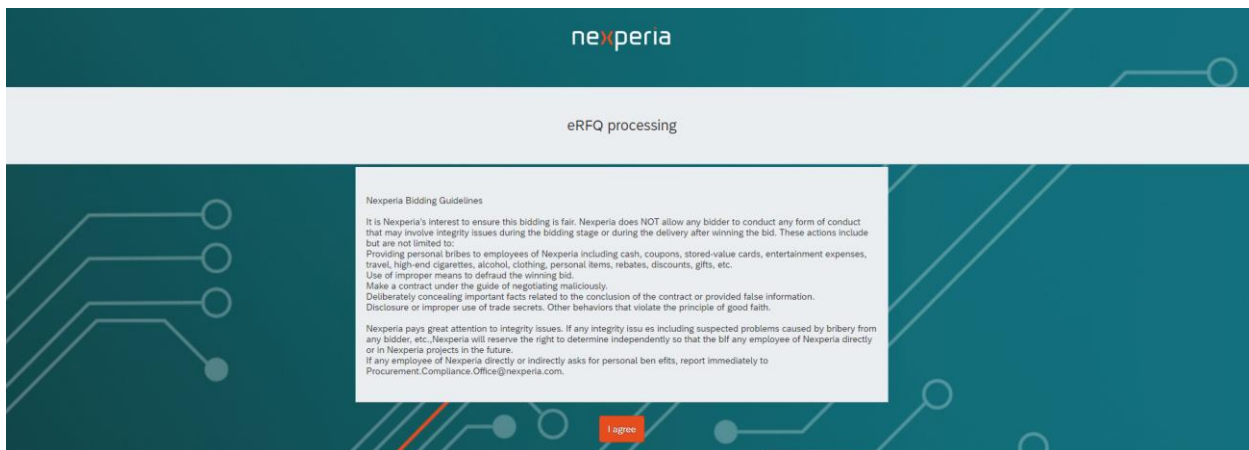 nexperia
eRFQ processing
Nexperia Bidding Guidelines
It is Nexperia's interest to ensure this bidding is fair. Nexperia does NOT allow any bidder to conduct any form of conduct
that may involve integrity issues during the bidding stage or during the delivery after winning the bid. These actions include
but are not limited to:
Providing personal bribes to employees of Nexperia including cash, coupons, stored-value cards, entertainment expenses,
travel, high-end cigarettes, alcohol, clothing, personal items, rebates, discounts, gifts, etc.
Use of improper means to defraud the winning bid.
Make a contract under the guide of negotiating maliciously.
Deliberately concealing important facts related to the conclusion of the contract or provided false information.
Disclosure or improper use of trade secrets. Other behaviors that violate the principle of good faith.
Nexperia pays great attention to integrity issues. If any integrity issu es including suspected problems caused by bribery from
any bidder, etc.,Nexperia will reserve the right to determine independently so that the bIf any employee of Nexperia directly
or in Nexperia projects in the future.
If any employee of Nexperia directly or indirectly asks for personal ben efits, report immediately to
Procurement.Compliance.Office@nexperia.com.
I agree